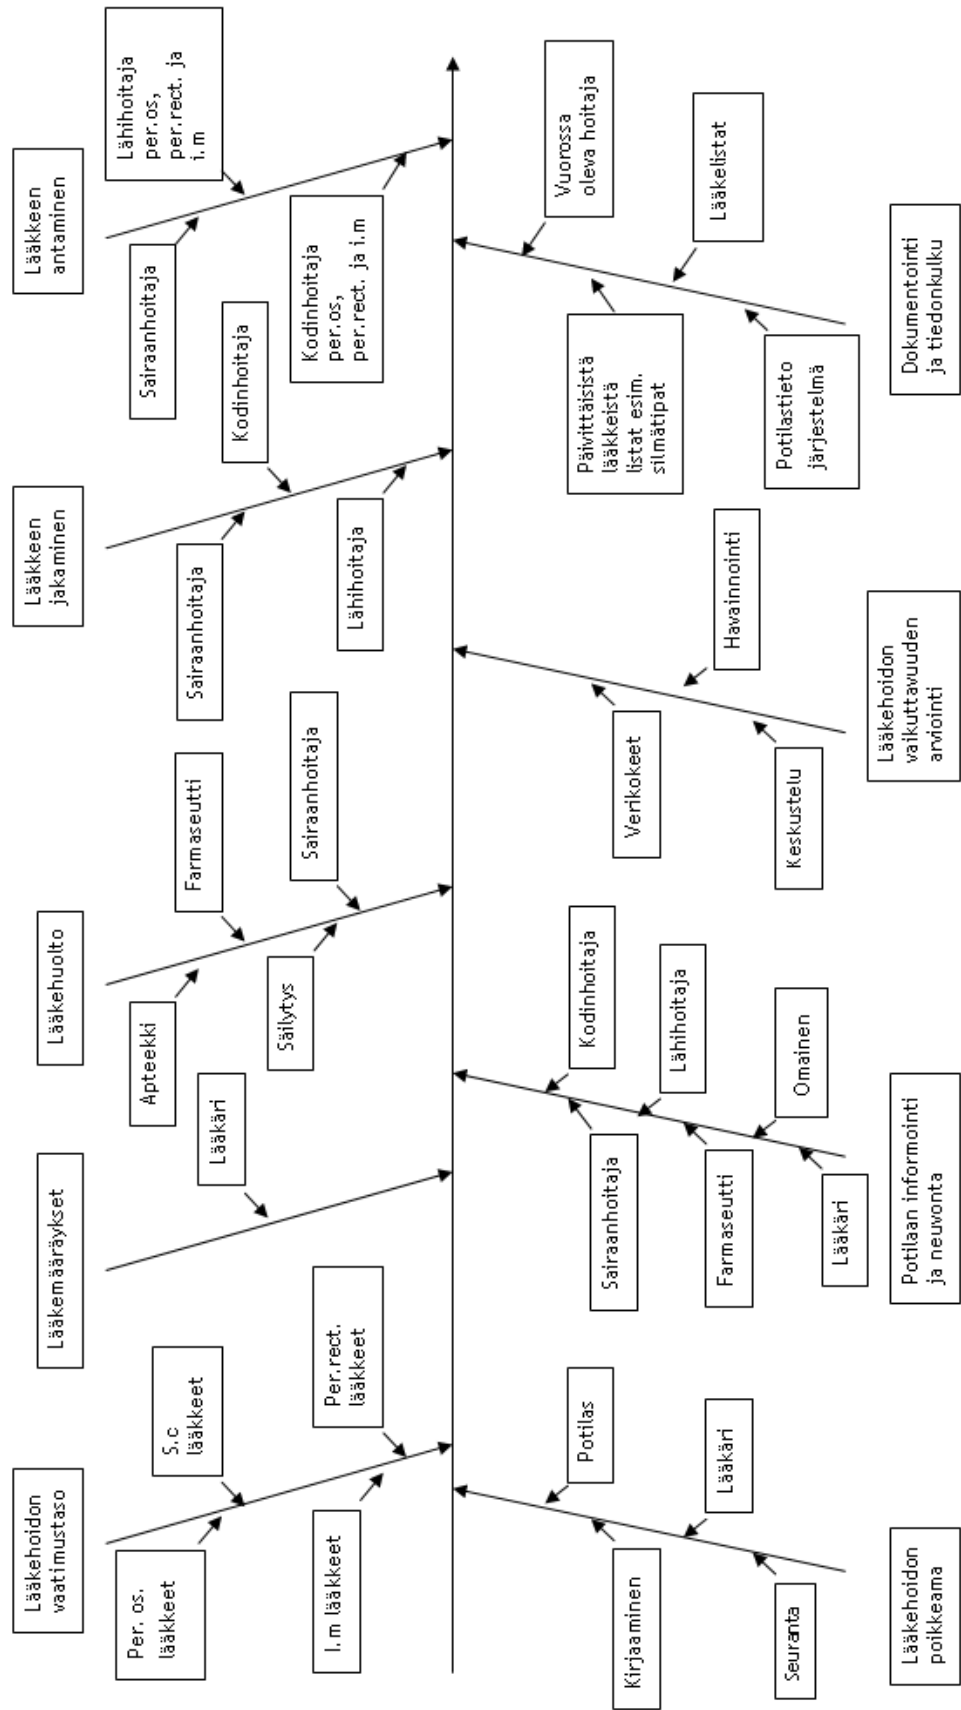 Lääkehoidon
vaatimustaso
Per. os.
lääkkeet
S.c
lääkkeet
I.m lääkkeet
Per.rect.
lääkkeet
Lääkemääräykset
Lääkäri
Lääkehuolto
Apteekki
Farmaseutti
Säilytys
Sairaanhoitaja
Lääkkeen
jakaminen
Sairaanhoitaja
Kodinhoitaja
Lähihoitaja
Lääkkeen
antaminen
Sairaanhoitaja
Lähihoitaja
per.os,
per.rect. ja
i.m
Kodinhoitaja
per.os,
per.rect. ja i.m
Potilas
Kirjaaminen
Lääkäri
Seuranta
Lääkehoidon
poikkeama
Kodinhoitaja
Sairaanhoitaja
Lähihoitaja
Farmaseutti
Omainen
Lääkäri
Potilaan informointi
ja neuvonta
Verikokeet
Havainnointi
Keskustelu
Lääkehoidon
vaikuttavuuden
arviointi
Vuorossa
oleva hoitaja
Päivittäisistä
lääkkeistä
listat esim.
silmätipat
Lääkelistat
Potilastieto
järjestelmä
Dokumentointi
ja tiedonkulku